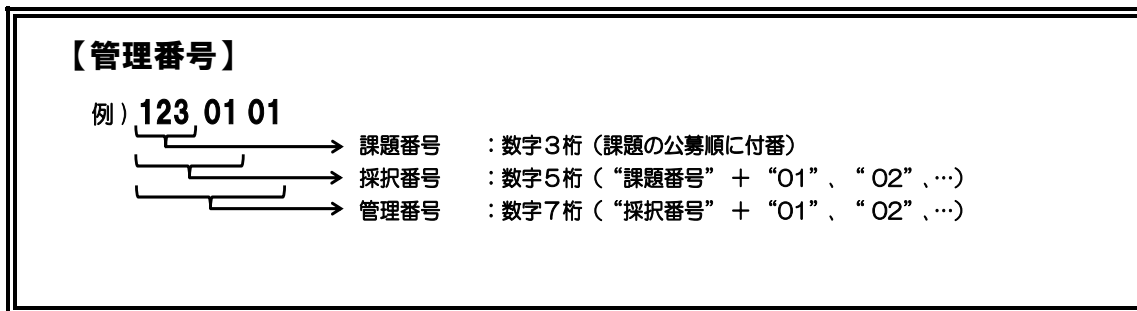 【管理番号】
例）123 01 01
課題番号　：数字３桁（課題の公募順に付番）
採択番号　：数字５桁（“課題番号” ＋ “01”、“02”、…）
管理番号　：数字７桁（“採択番号” ＋ “01”、“02”、…）